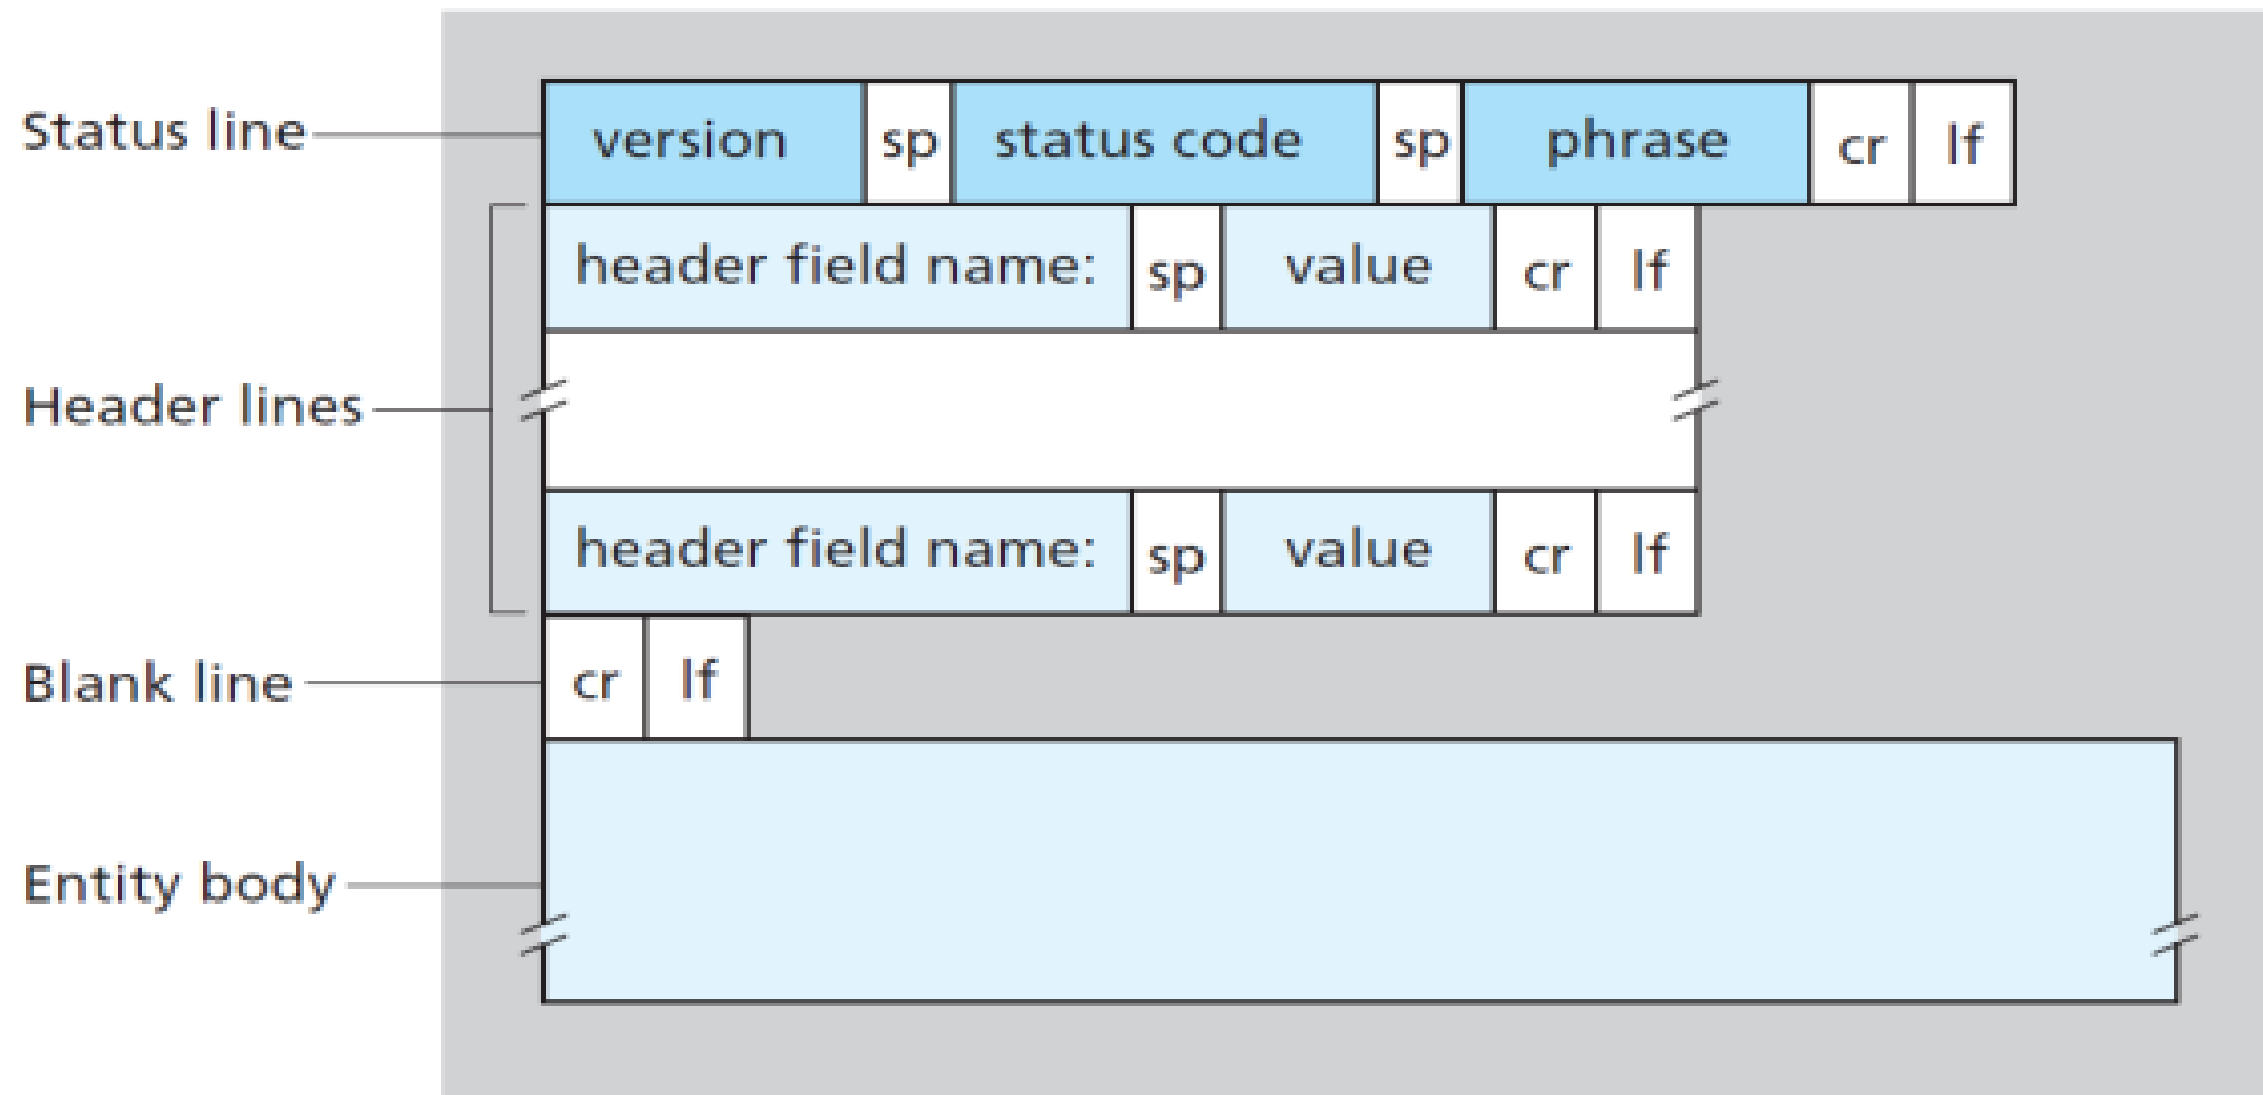 Status line version sp status code sp phrase cr lf
header field name: sp value cr lf
Header lines
header field name: sp value cr lf
Blank line cr lf
Entity body